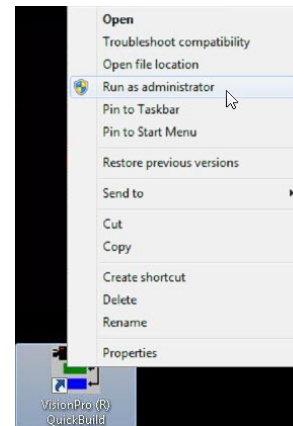 Open
Troubleshoot compatibility
Open file location
Run as administrator
Pin to Taskbar
Pin to Start Menu
Restore previous versions
Send to
Cut
Copy
Create shortcut
Delete
Rename
Properties
VisionPro (R)
QuickBuild